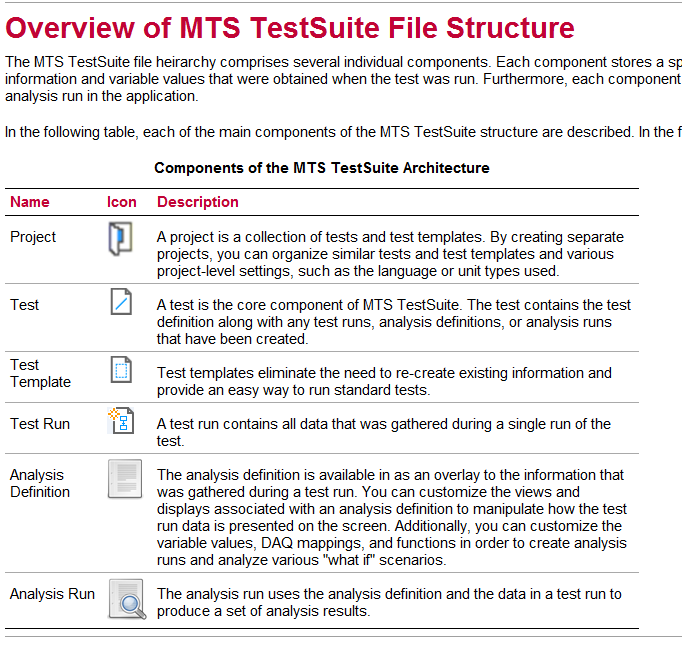 Overview of MTS TestSuite File Structure
The MTS TestSuite file heirarchy comprises several individual components. Each component stores a sp
information and variable values that were obtained when the test was run. Furthermore, each component
analysis run in the application.
In the following table, each of the main components of the MTS TestSuite structure are described. In the f
Components of the MTS TestSuite Architecture
Name Icon Description
Project A project is a collection of tests and test templates. By creating separate
projects, you can organize similar tests and test templates and various
project-level settings, such as the language or unit types used.
Test A test is the core component of MTS TestSuite. The test contains the test
definition along with any test runs, analysis definitions, or analysis runs
that have been created.
Test
Template
Test templates eliminate the need to re-create existing information and
provide an easy way to run standard tests.
Test Run A test run contains all data that was gathered during a single run of the
test.
Analysis
Definition
The analysis definition is available in as an overlay to the information that
was gathered during a test run. You can customize the views and
displays associated with an analysis definition to manipulate how the test
run data is presented on the screen. Additionally, you can customize the
variable values, DAQ mappings, and functions in order to create analysis
runs and analyze various "what if" scenarios.
Analysis Run The analysis run uses the analysis definition and the data in a test run to
produce a set of analysis results.